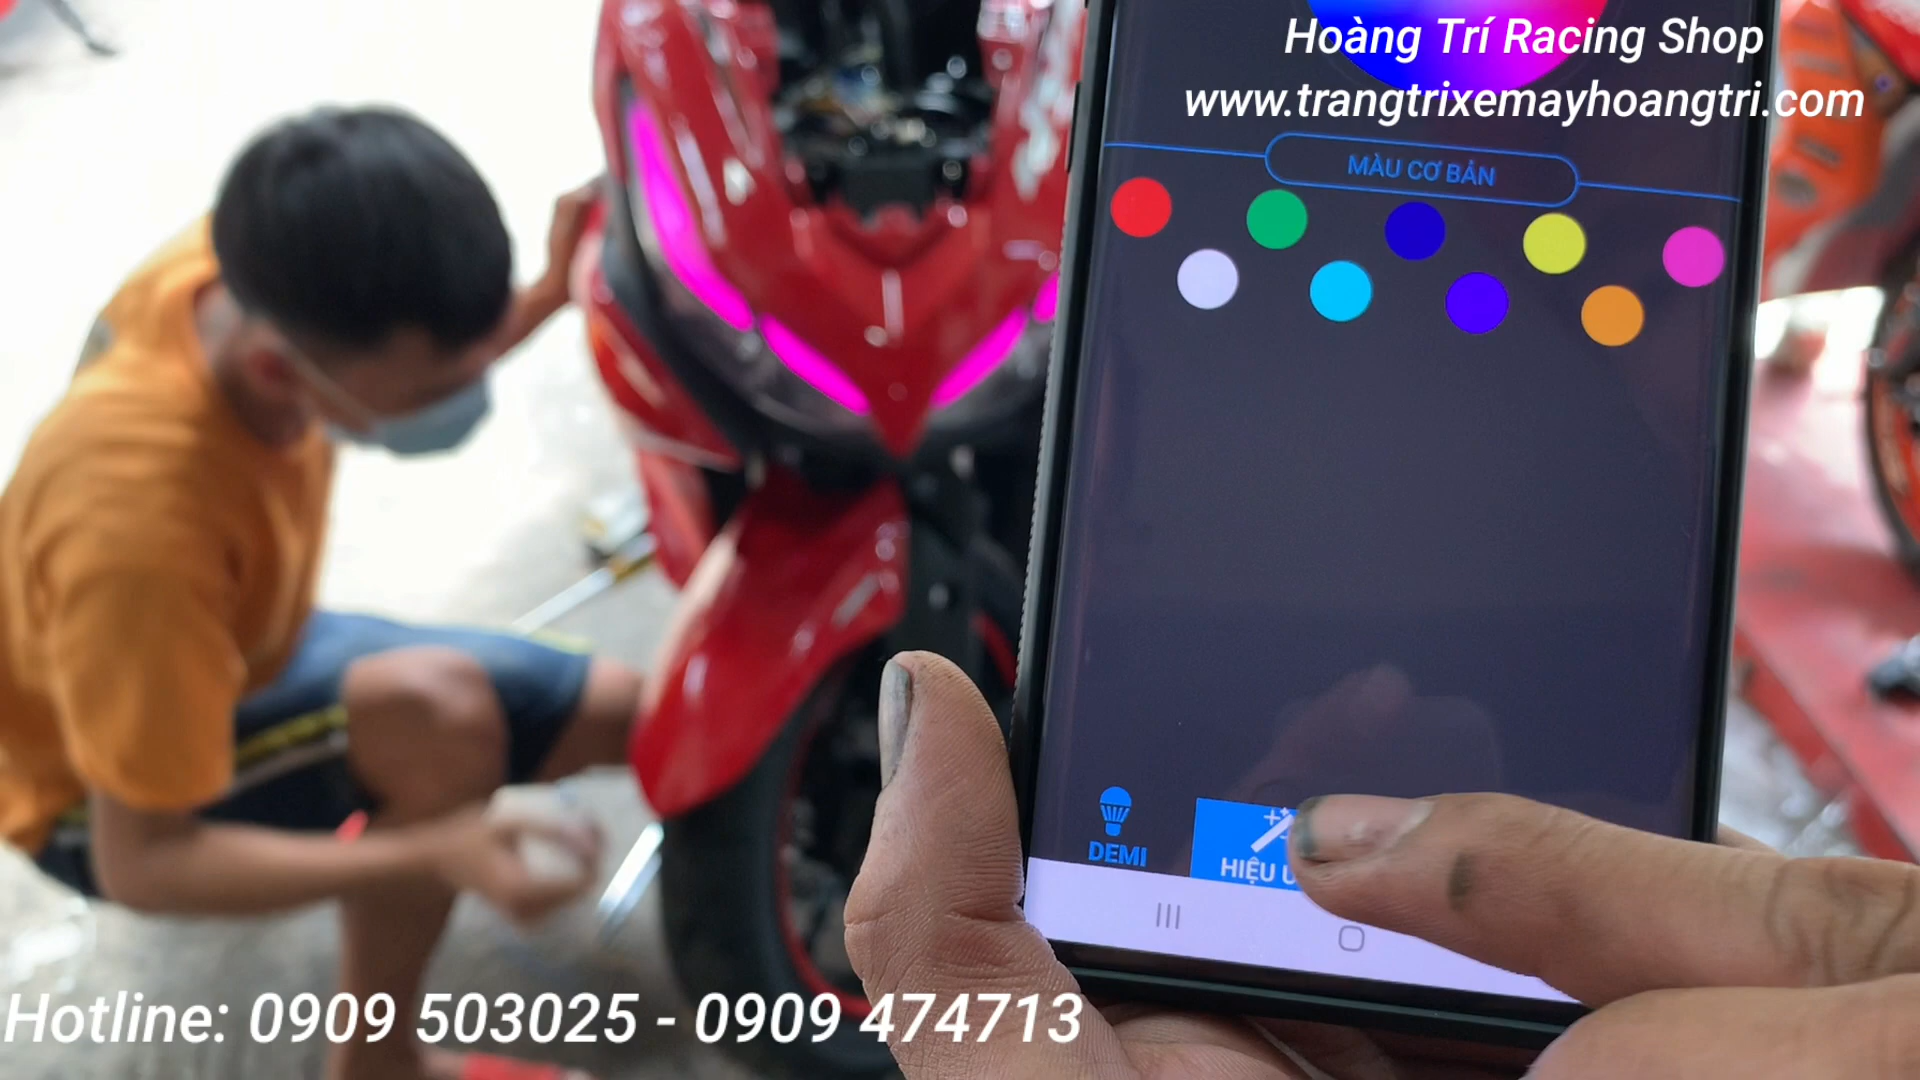 Hoàng Trí Racing Shop
www.trangtrixemayhoangtri.com
MÀU CƠ BẢN
DEMI
HIỆU
Hotline: 0909 503025 - 0909 474713